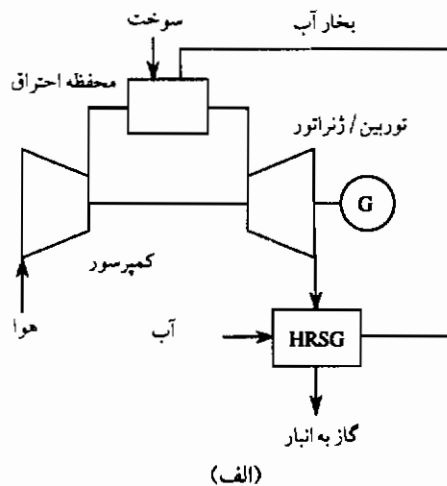 سوخت
بخار آب
محفظه احتراق
توربین / ژنراتور
G
کمپرسور
هوا
آب
HRSG
گاز به انبار
(الف)